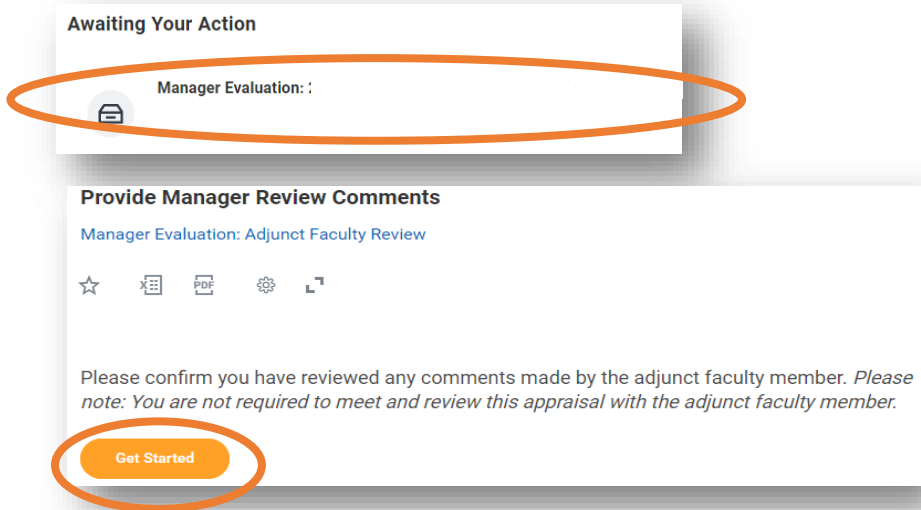 Awaiting Your Action
Manager Evaluation:
Provide Manager Review Comments
Manager Evaluation: Adjunct Faculty Review
X
PDF
Please confirm you have reviewed any comments made by the adjunct faculty member. Please
note: You are not required to meet and review this appraisal with the adjunct faculty member.
Get Started